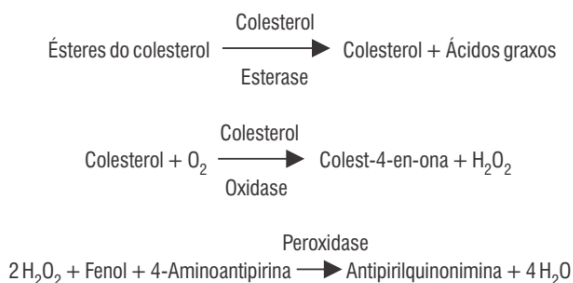 Colesterol
Ésteres do colesterol → Colesterol + Ácidos graxos
Esterase
Colesterol
Colesterol + O₂ → Colest-4-en-ona + H₂O₂
Oxidase
Peroxidase
2 H₂O₂ + Fenol + 4-Aminoantipirina → Antipirilquinonimina + 4 H₂O